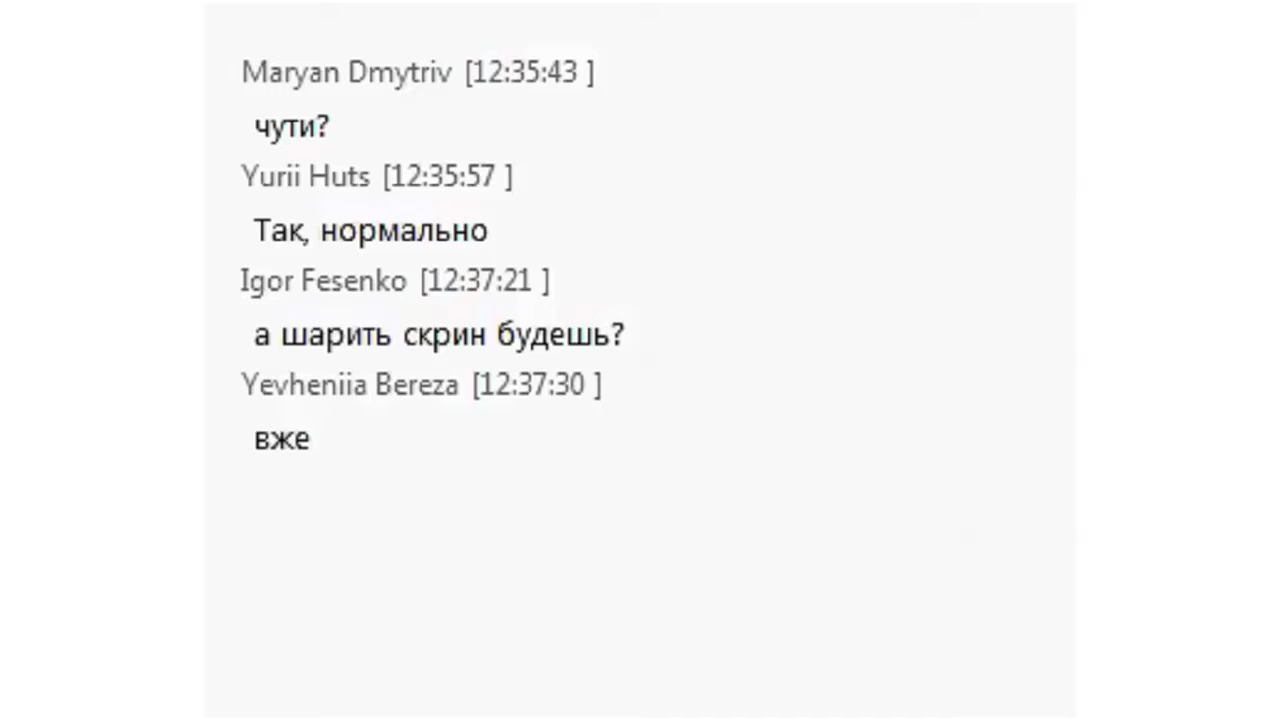 Maryan Dmytriv [12:35:43 ]
чути?
Yurii Huts [12:35:57 ]
Так, нормально
Igor Fesenko [12:37:21 ]
а шарить скрин будешь?
Yevheniia Bereza [12:37:30 ]
вже